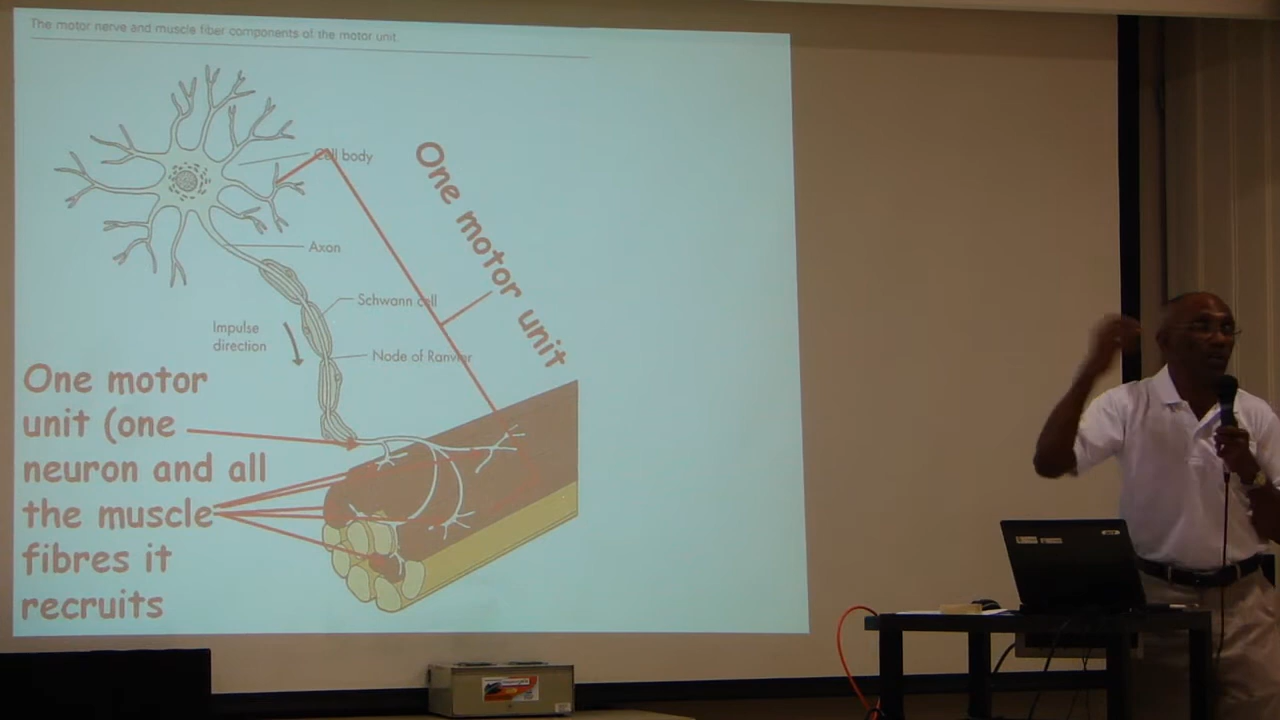 The motor nerve and muscle fiber components of the motor unit.
Cell body
One motor unit
Axon
Schwann cell
Impulse
direction
Node of Ranvier
One motor
unit (one
neuron and all
the muscle
fibres it
recruits
acer